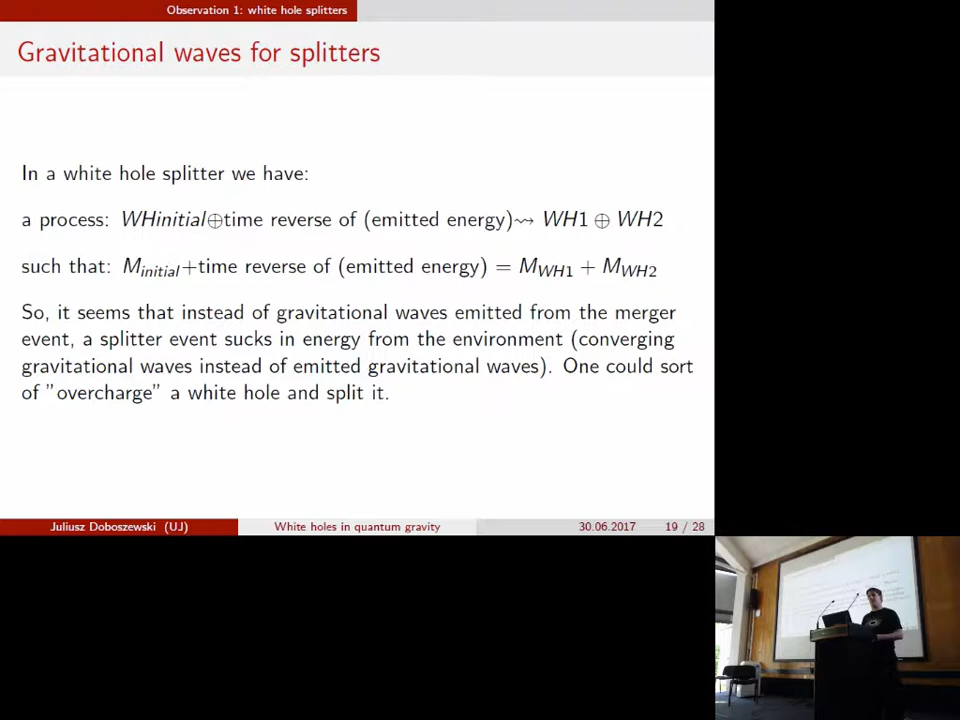 Observation 1: white hole splitters
Gravitational waves for splitters
In a white hole splitter we have:
a process: WHinitial⊕time reverse of (emitted energy)⇝ WH1 ⊕ WH2
such that: M_initial+time reverse of (emitted energy) = M_WH1 + M_WH2
So, it seems that instead of gravitational waves emitted from the merger
event, a splitter event sucks in energy from the environment (converging
gravitational waves instead of emitted gravitational waves). One could sort
of "overcharge" a white hole and split it.
Juliusz Doboszewski (UJ) White holes in quantum gravity 30.06.2017 19 / 28